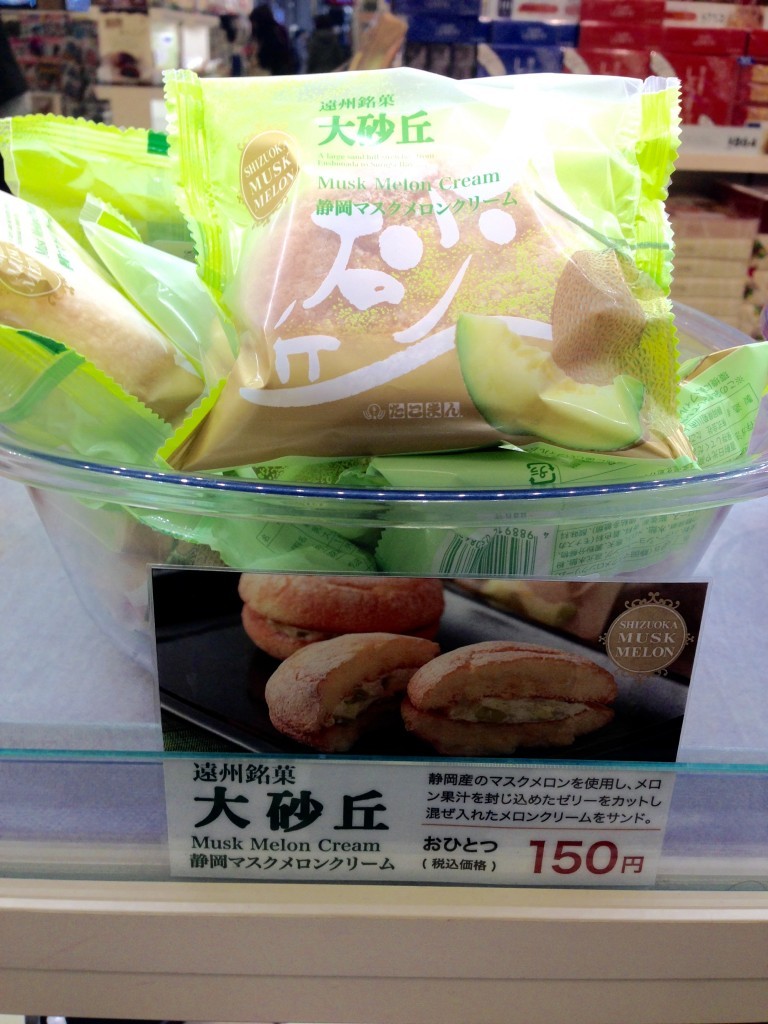 遠州銘菓
大砂丘
Musk Melon Cream
静岡マスクメロンクリーム
SHIZUOKA
MUSK
MELON
砂
丘
たこまん
SHIZUOKA
MUSK
MELON
遠州銘菓
大砂丘
Musk Melon Cream
静岡マスクメロンクリーム
静岡産のマスクメロンを使用し、メロ
ン果汁を封じ込めたゼリーをカットし
混ぜ入れたメロンクリームをサンド。
おひとつ
(税込価格)
150円